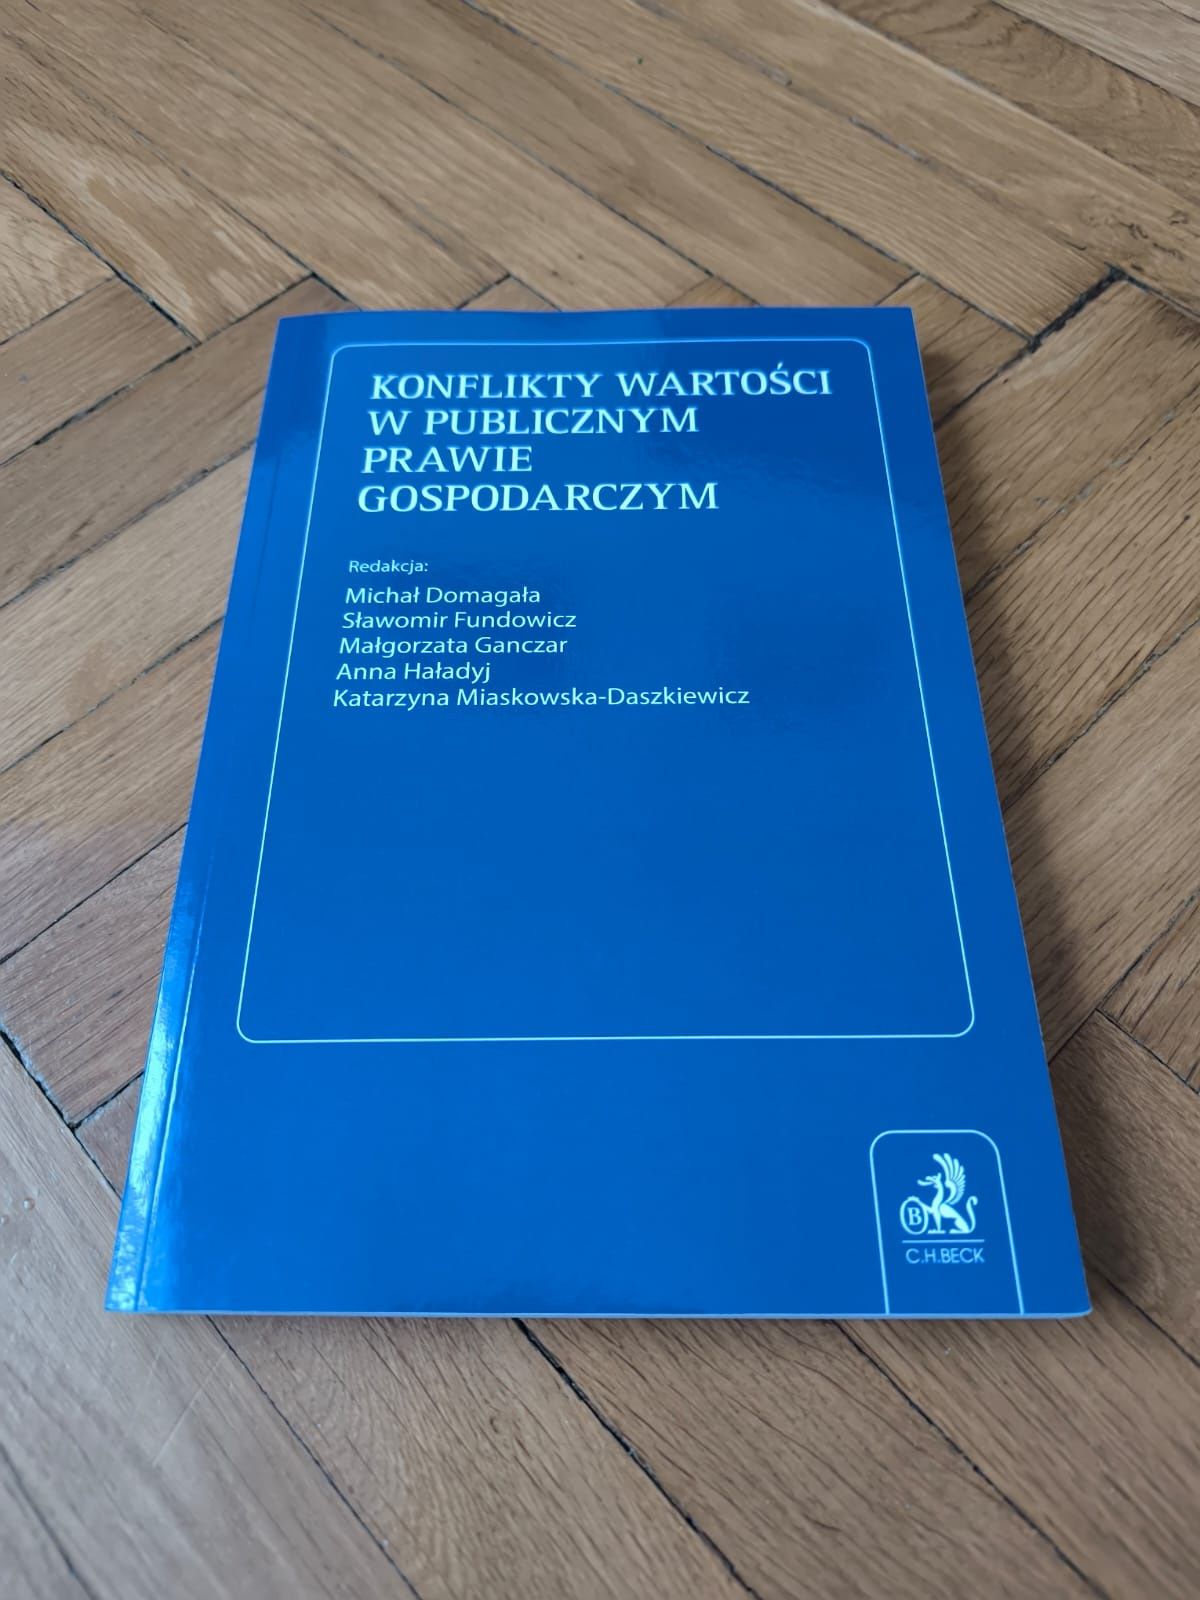 KONFLIKTY WARTOŚCI
W PUBLICZNYM
PRAWIE
GOSPODARCZYM
Redakcja:
Michał Domagała
Sławomir Fundowicz
Małgorzata Ganczar
Anna Haładyj
Katarzyna Miaskowska-Daszkiewicz
B
C.H.BECK